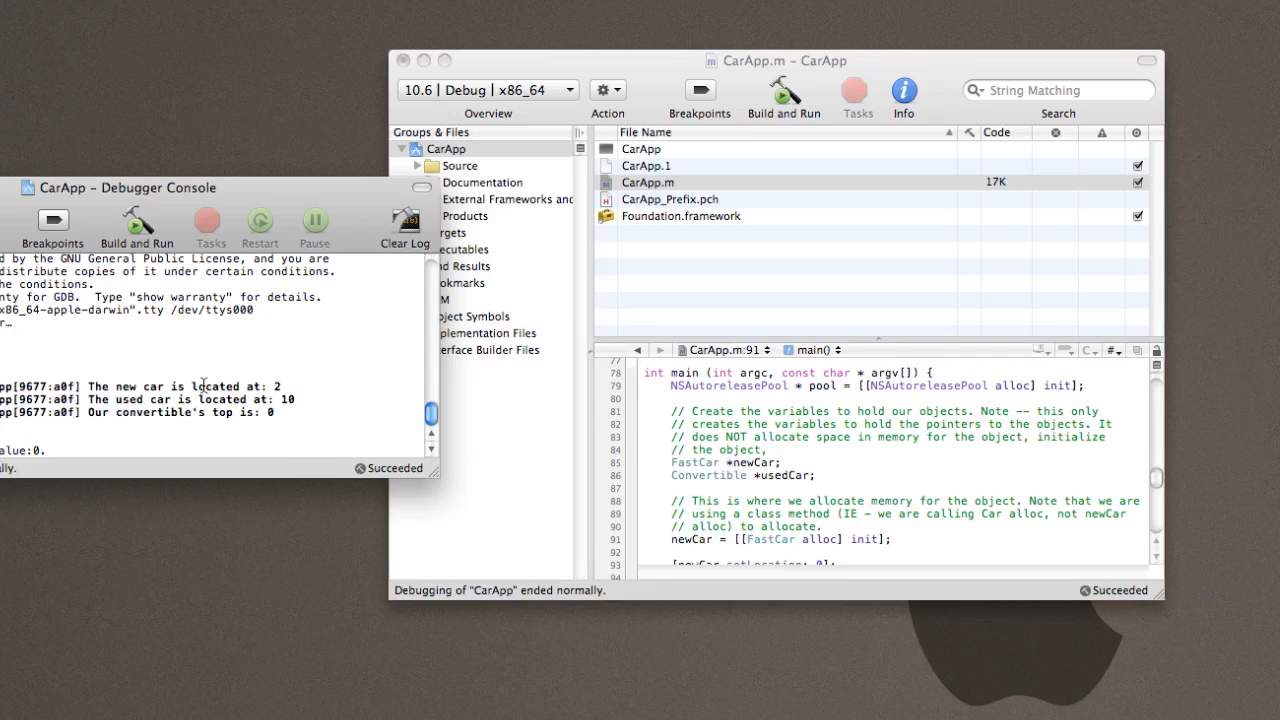 CarApp.m – CarApp
10.6 | Debug | x86_64
String Matching
Overview
Action
Breakpoints
Build and Run
Tasks
Info
Search
Groups & Files
File Name
Code
CarApp
Source
Documentation
External Frameworks and
Products
rgets
ecutables
nd Results
okmarks
M
oject Symbols
plementation Files
erface Builder Files
CarApp
CarApp.1
CarApp.m
17K
CarApp_Prefix.pch
Foundation.framework
CarApp – Debugger Console
Breakpoints
Build and Run
Tasks
Restart
Pause
Clear Log
d by the GNU General Public License, and you are
distribute copies of it under certain conditions.
he conditions.
nty for GDB.  Type "show warranty" for details.
x86_64-apple-darwin".tty /dev/ttys000
r…
pp[9677:a0f] The new car is located at: 2
pp[9677:a0f] The used car is located at: 10
pp[9677:a0f] Our convertible's top is: 0
alue:0.
lly.
Succeeded
CarApp.m:91
main()
C
#
77
78 int main (int argc, const char * argv[]) {
79 NSAutoreleasePool * pool = [[NSAutoreleasePool alloc] init];
80
81 // Create the variables to hold our objects. Note -- this only
82 // creates the variables to hold the pointers to the objects. It
83 // does NOT allocate space in memory for the object, initialize
84 // the object,
85 FastCar *newCar;
86 Convertible *usedCar;
87
88 // This is where we allocate memory for the object. Note that we are
89 // using a class method (IE - we are calling Car alloc, not newCar
90 // alloc) to allocate.
91 newCar = [[FastCar alloc] init];
92
93 [newCar setLocation: 0];
94
Debugging of "CarApp" ended normally.
Succeeded